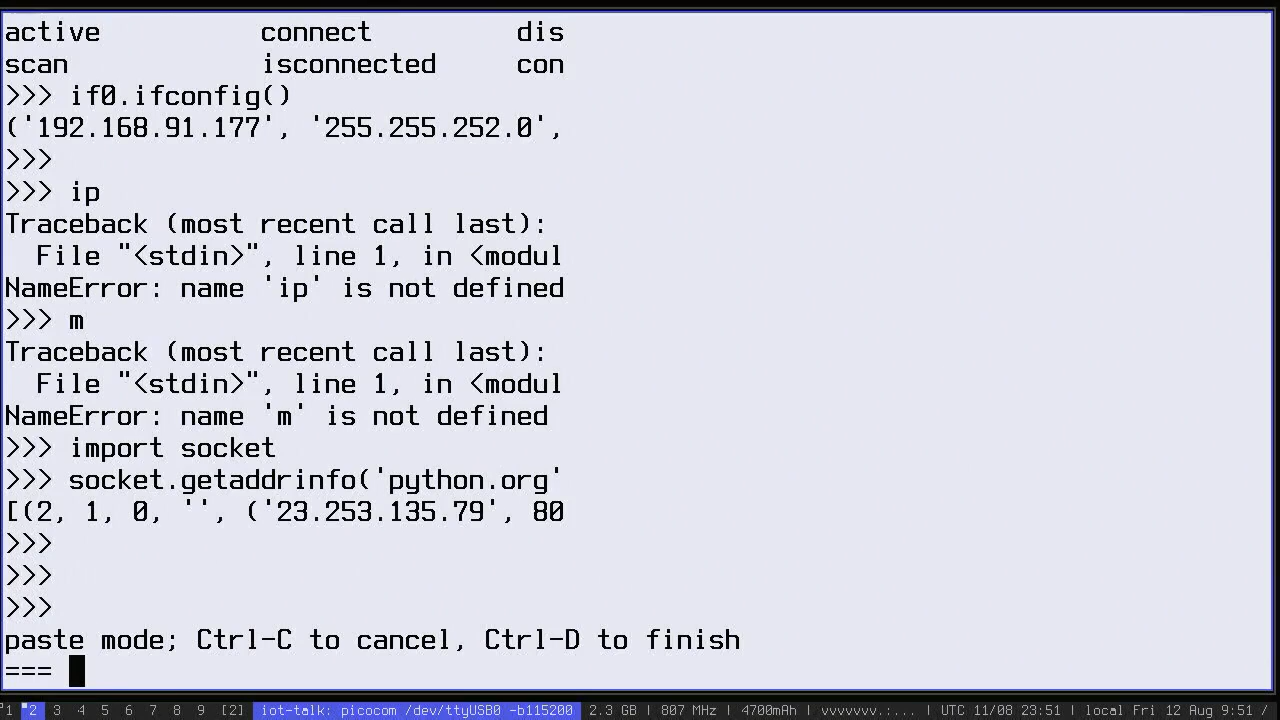 active          connect         dis
scan            isconnected     con
>>> if0.ifconfig()
('192.168.91.177', '255.255.252.0',
>>>
>>> ip
Traceback (most recent call last):
  File "<stdin>", line 1, in <modul
NameError: name 'ip' is not defined
>>> m
Traceback (most recent call last):
  File "<stdin>", line 1, in <modul
NameError: name 'm' is not defined
>>> import socket
>>> socket.getaddrinfo('python.org'
[(2, 1, 0, '', ('23.253.135.79', 80
>>>
>>>
>>>
paste mode; Ctrl-C to cancel, Ctrl-D to finish
===
1 2 3 4 5 6 7 8 9 [2] iot-talk: picocom /dev/ttyUSB0 -b115200 2.3 GB | 807 MHz | 4700mAh | vvvvvvv.:... | UTC 11/08 23:51 | local Fri 12 Aug 9:51 /